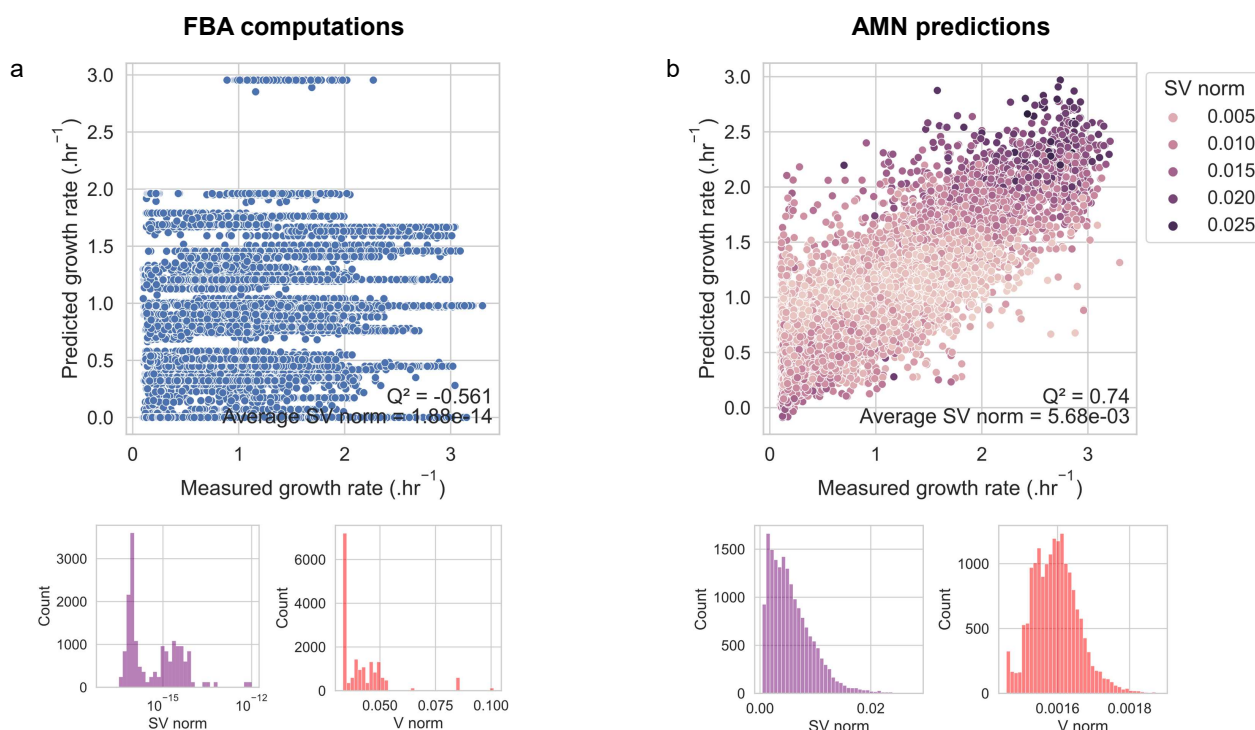 FBA computations
AMN predictions
a
3.0
2.5
2.0
1.5
1.0
0.5
0.0
Predicted growth rate (.hr⁻¹)
Q² = -0.561
Average SV norm = 1.88e-14
0
1
2
3
Measured growth rate (.hr⁻¹)
b
3.0
2.5
2.0
1.5
1.0
0.5
0.0
Predicted growth rate (.hr⁻¹)
Q² = 0.74
Average SV norm = 5.68e-03
0
1
2
3
Measured growth rate (.hr⁻¹)
SV norm
0.005
0.010
0.015
0.020
0.025
3000
2000
1000
0
Count
10⁻¹⁵
10⁻¹²
SV norm
6000
4000
2000
0
Count
0.050
0.075
0.100
V norm
1500
1000
500
0
Count
0.00
0.02
SV norm
1000
500
0
Count
0.0016
0.0018
V norm